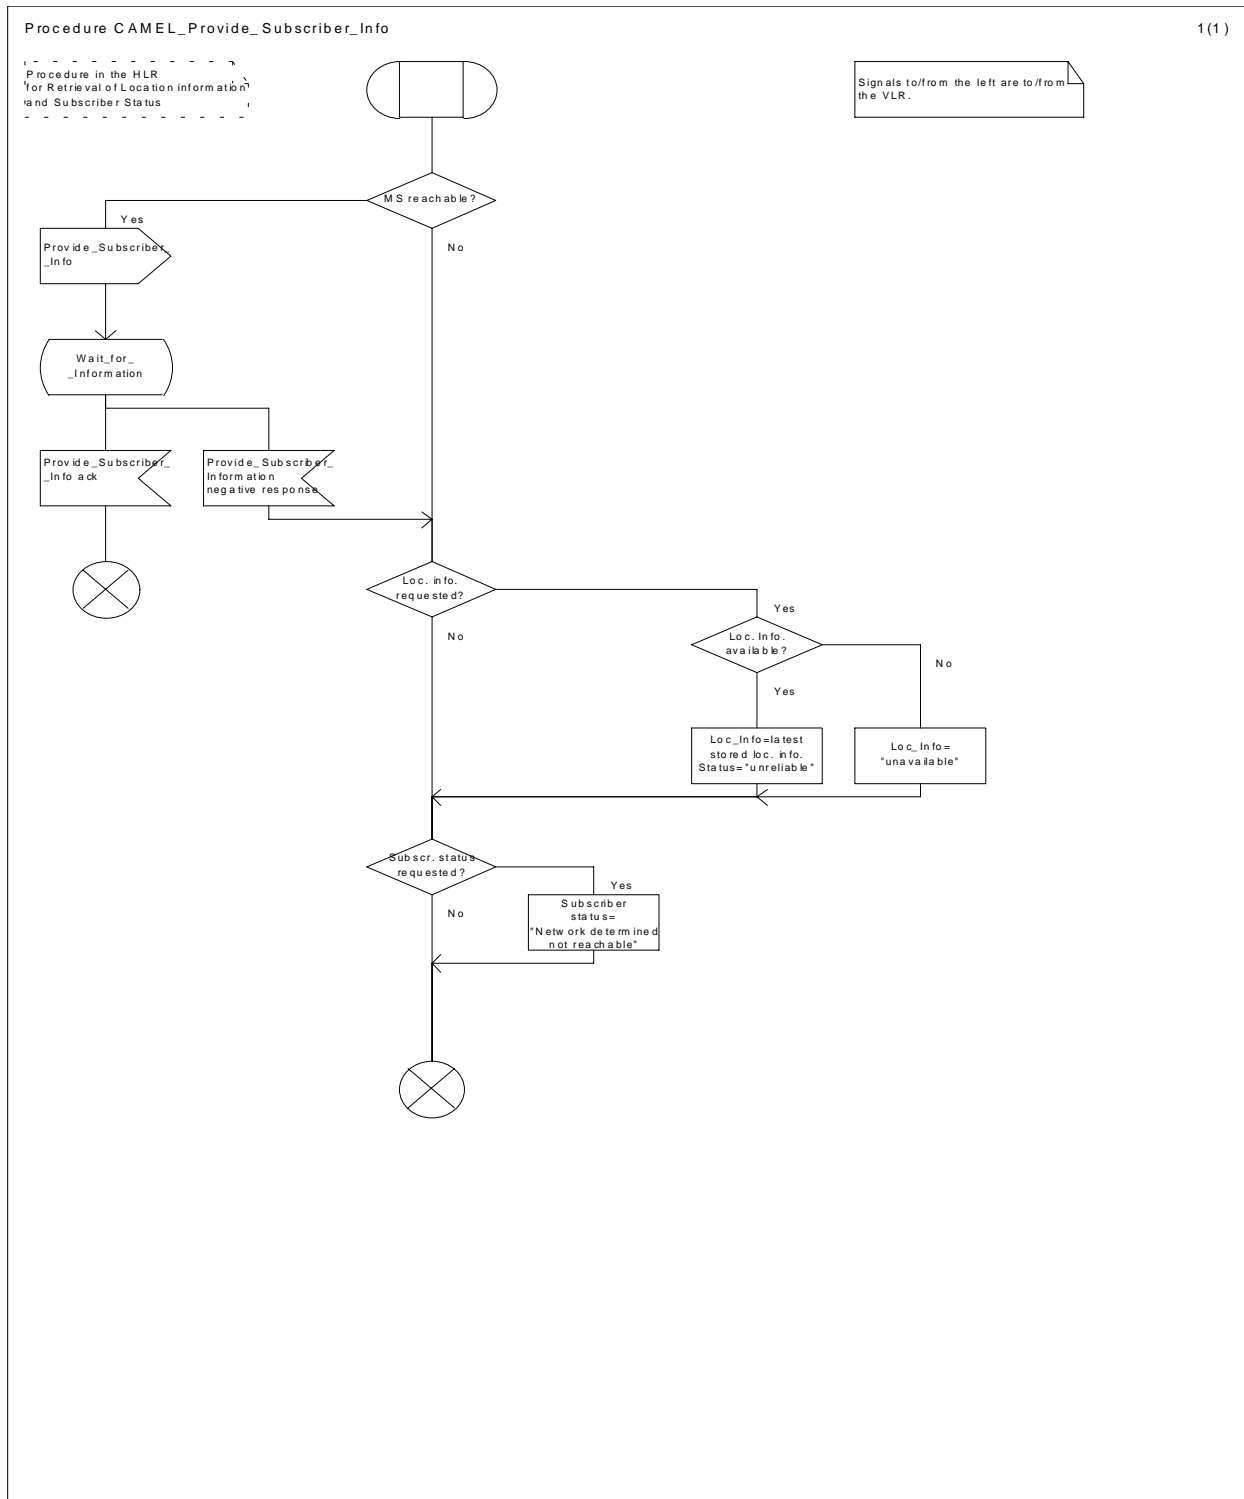 Procedure CAMEL_Provide_Subscriber_Info
1(1)
Procedure in the HLR
for Retrieval of Location information
and Subscriber Status
Signals to/from the left are to/from
the VLR.
MS reachable?
Yes
No
Provide_Subscriber_
_Info
Wait_for_
_Information
Provide_Subscriber_
_Info ack
Provide_Subscriber_
Information
negative response
Loc. info.
requested?
Yes
No
Loc. Info.
available?
No
Yes
Loc_Info=latest
stored loc. info.
Status="unreliable"
Loc_Info=
"unavailable"
Subscr. status
requested?
Yes
No
Subscriber
status=
"Network determined
not reachable"